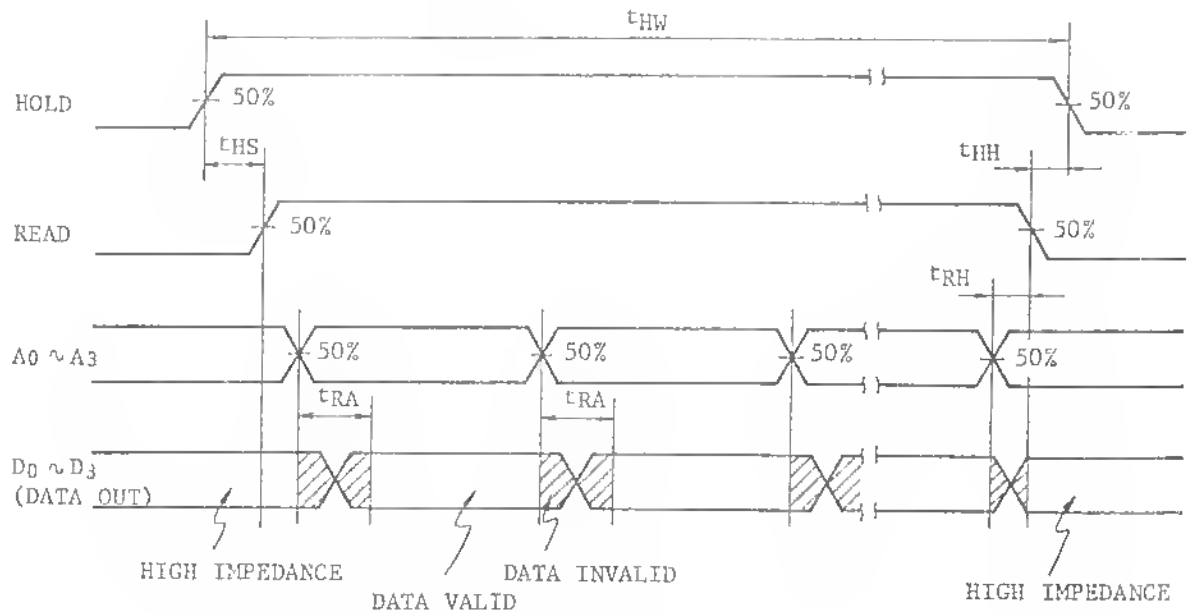 tHW
HOLD 50% 50%
tHS tHH
READ 50% 50%
tRH
A0 ~ A3 50% 50% 50% 50%
tRA tRA
D0 ~ D3
(DATA OUT)
HIGH IMPEDANCE DATA INVALID
DATA VALID HIGH IMPEDANCE